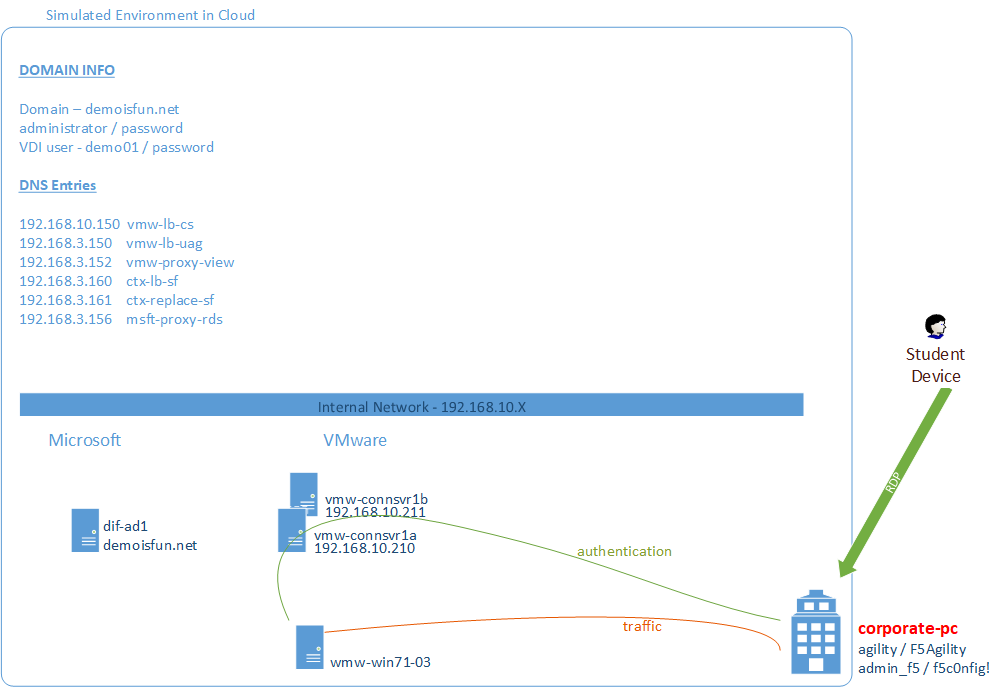 Simulated Environment in Cloud
DOMAIN INFO
Domain – demoisfun.net
administrator / password
VDI user - demo01 / password
DNS Entries
192.168.10.150 vmw-lb-cs
192.168.3.150 vmw-lb-uag
192.168.3.152 vmw-proxy-view
192.168.3.160 ctx-lb-sf
192.168.3.161 ctx-replace-sf
192.168.3.156 msft-proxy-rds
Student
Device
Internal Network - 192.168.10.X
Microsoft
VMware
RDP
vmw-connsvr1b
192.168.10.211
dif-ad1
demoisfun.net
vmw-connsvr1a
192.168.10.210
authentication
traffic
wmw-win71-03
corporate-pc
agility / F5Agility
admin_f5 / f5c0nfig!